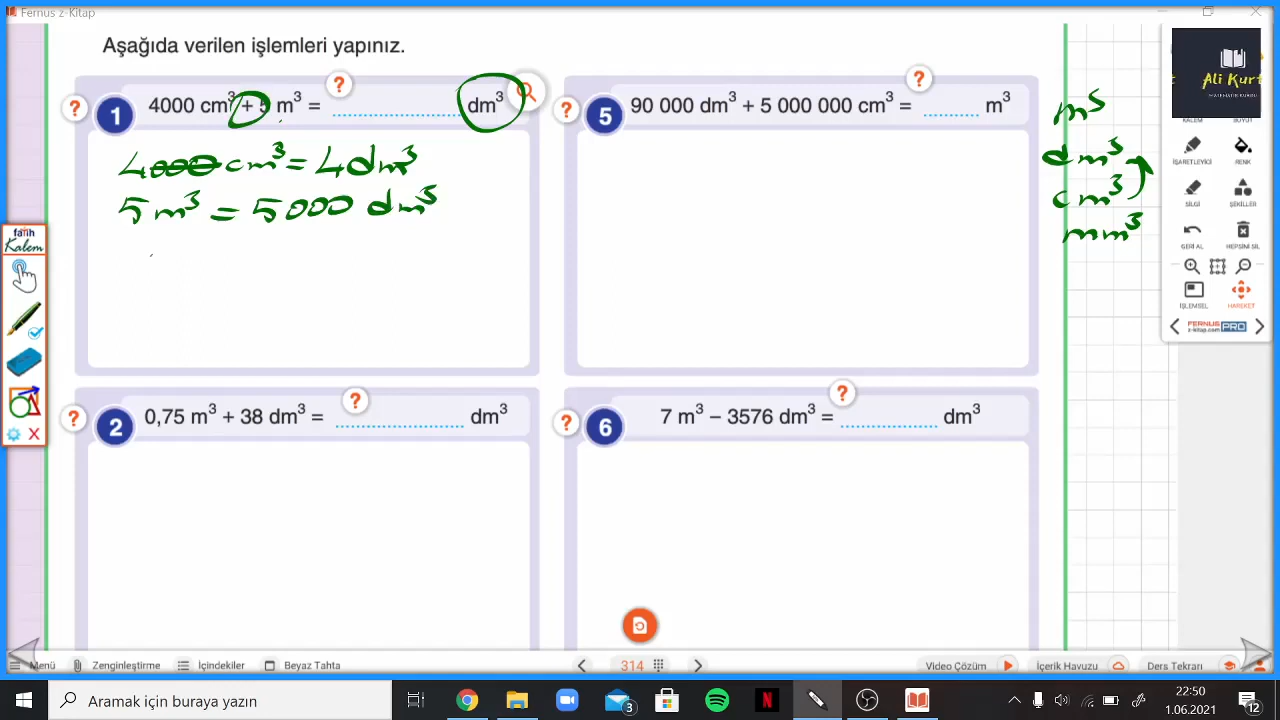 Fernus z-Kitap
Aşağıda verilen işlemleri yapınız.
?
?
1
4000 cm³ + 5 m³ = ............ dm³
4000 cm³ = 4 dm³
5 m³ = 5000 dm³
?
?
5
90 000 dm³ + 5 000 000 cm³ = ........ m³
?
?
2
0,75 m³ + 38 dm³ = ............ dm³
?
?
6
7 m³ − 3576 dm³ = ............ dm³
m³
dm³
cm³
mm³
Ali Kurt
KALEM
BÜYÜT
İŞARETLEYİCİ
RENK
SİLGİ
ŞEKİLLER
GERİ AL
HEPSİNİ SİL
İŞLEMSEL
HAREKET
FERNUS PRO
z-kitap.com
fatih
Kalem
Menü
Zenginleştirme
İçindekiler
Beyaz Tahta
314
Video Çözüm
İçerik Havuzu
Ders Tekrarı
Aramak için buraya yazın
3
22:50
1.06.2021
12